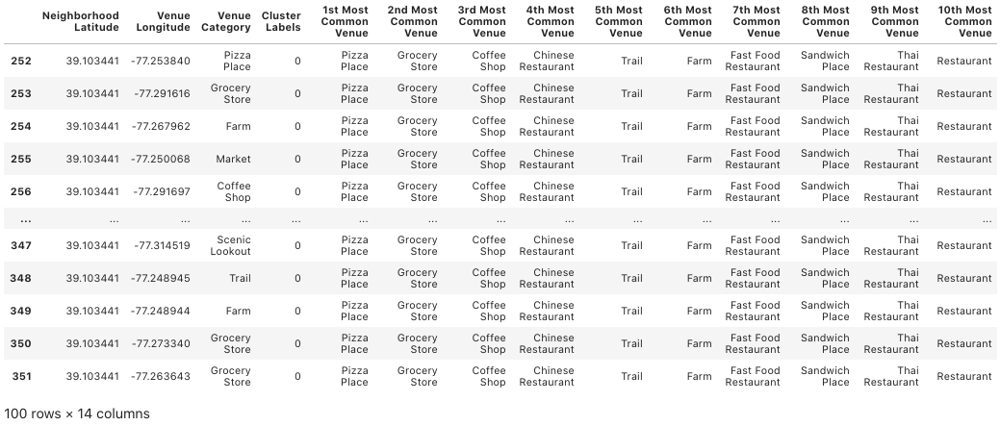 Neighborhood Latitude Venue Longitude Venue Category Cluster Labels 1st Most Common Venue 2nd Most Common Venue 3rd Most Common Venue 4th Most Common Venue 5th Most Common Venue 6th Most Common Venue 7th Most Common Venue 8th Most Common Venue 9th Most Common Venue 10th Most Common Venue
252 39.103441 -77.253840 Pizza Place 0 Pizza Place Grocery Store Coffee Shop Chinese Restaurant Trail Farm Fast Food Restaurant Sandwich Place Thai Restaurant Restaurant
253 39.103441 -77.291616 Grocery Store 0 Pizza Place Grocery Store Coffee Shop Chinese Restaurant Trail Farm Fast Food Restaurant Sandwich Place Thai Restaurant Restaurant
254 39.103441 -77.267962 Farm 0 Pizza Place Grocery Store Coffee Shop Chinese Restaurant Trail Farm Fast Food Restaurant Sandwich Place Thai Restaurant Restaurant
255 39.103441 -77.250068 Market 0 Pizza Place Grocery Store Coffee Shop Chinese Restaurant Trail Farm Fast Food Restaurant Sandwich Place Thai Restaurant Restaurant
256 39.103441 -77.291697 Coffee Shop 0 Pizza Place Grocery Store Coffee Shop Chinese Restaurant Trail Farm Fast Food Restaurant Sandwich Place Thai Restaurant Restaurant
... ... ... ... ... ... ... ... ... ... ... ... ... ... ...
347 39.103441 -77.314519 Scenic Lookout 0 Pizza Place Grocery Store Coffee Shop Chinese Restaurant Trail Farm Fast Food Restaurant Sandwich Place Thai Restaurant Restaurant
348 39.103441 -77.248945 Trail 0 Pizza Place Grocery Store Coffee Shop Chinese Restaurant Trail Farm Fast Food Restaurant Sandwich Place Thai Restaurant Restaurant
349 39.103441 -77.248944 Farm 0 Pizza Place Grocery Store Coffee Shop Chinese Restaurant Trail Farm Fast Food Restaurant Sandwich Place Thai Restaurant Restaurant
350 39.103441 -77.273340 Grocery Store 0 Pizza Place Grocery Store Coffee Shop Chinese Restaurant Trail Farm Fast Food Restaurant Sandwich Place Thai Restaurant Restaurant
351 39.103441 -77.263643 Grocery Store 0 Pizza Place Grocery Store Coffee Shop Chinese Restaurant Trail Farm Fast Food Restaurant Sandwich Place Thai Restaurant Restaurant
100 rows × 14 columns